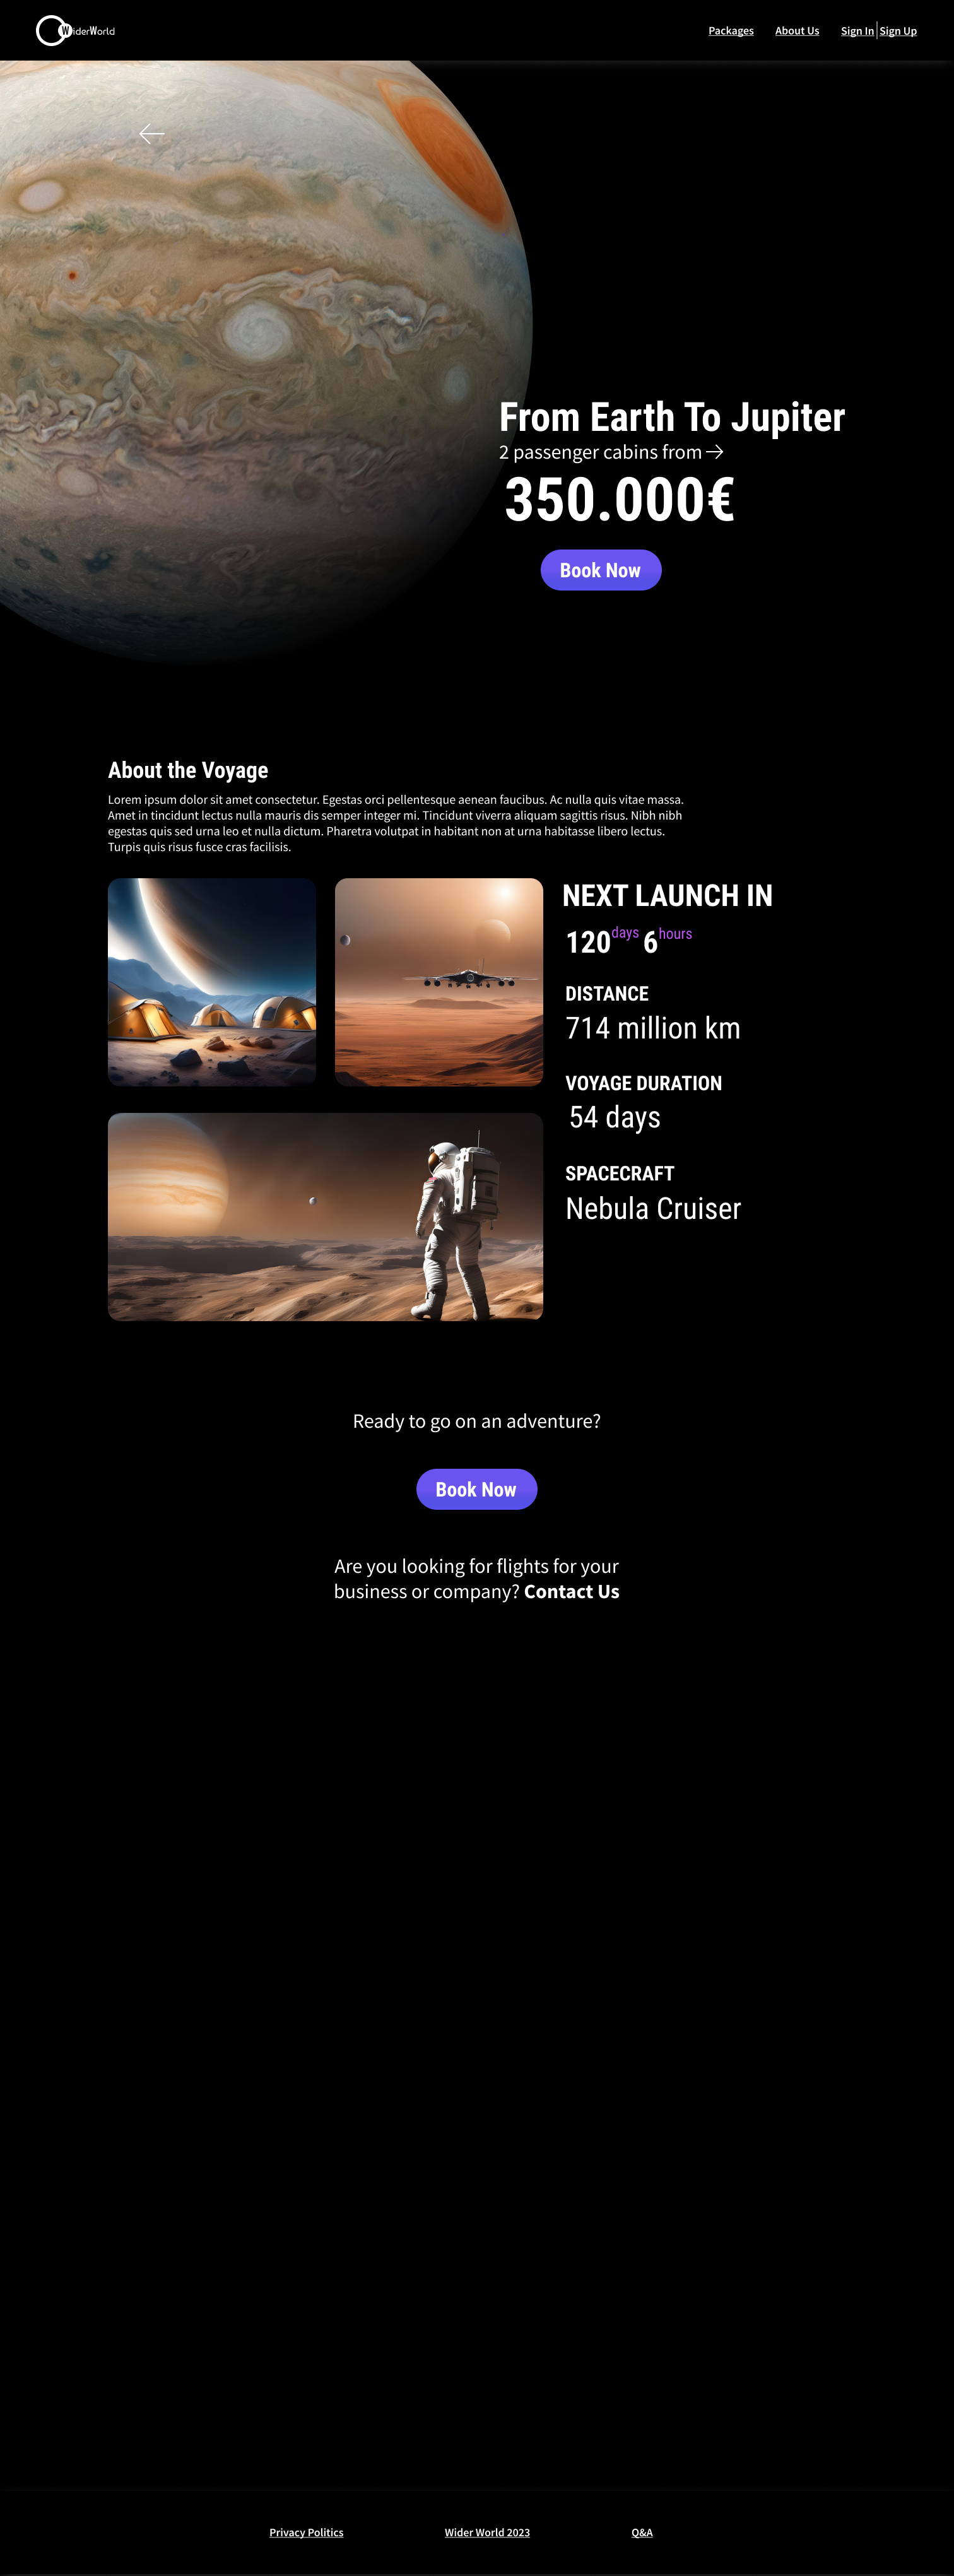 WiderWorld
Packages About Us Sign In Sign Up
From Earth To Jupiter
2 passenger cabins from
350.000€
Book Now
About the Voyage
Lorem ipsum dolor sit amet consectetur. Egestas orci pellentesque aenean faucibus. Ac nulla quis vitae massa.
Amet in tincidunt lectus nulla mauris dis semper integer mi. Tincidunt viverra aliquam sagittis risus. Nibh nibh
egestas quis sed urna leo et nulla dictum. Pharetra volutpat in habitant non at urna habitasse libero lectus.
Turpis quis risus fusce cras facilisis.
NEXT LAUNCH IN
120 days 6 hours
DISTANCE
714 million km
VOYAGE DURATION
54 days
SPACECRAFT
Nebula Cruiser
Ready to go on an adventure?
Book Now
Are you looking for flights for your
business or company? Contact Us
Privacy Politics Wider World 2023 Q&A